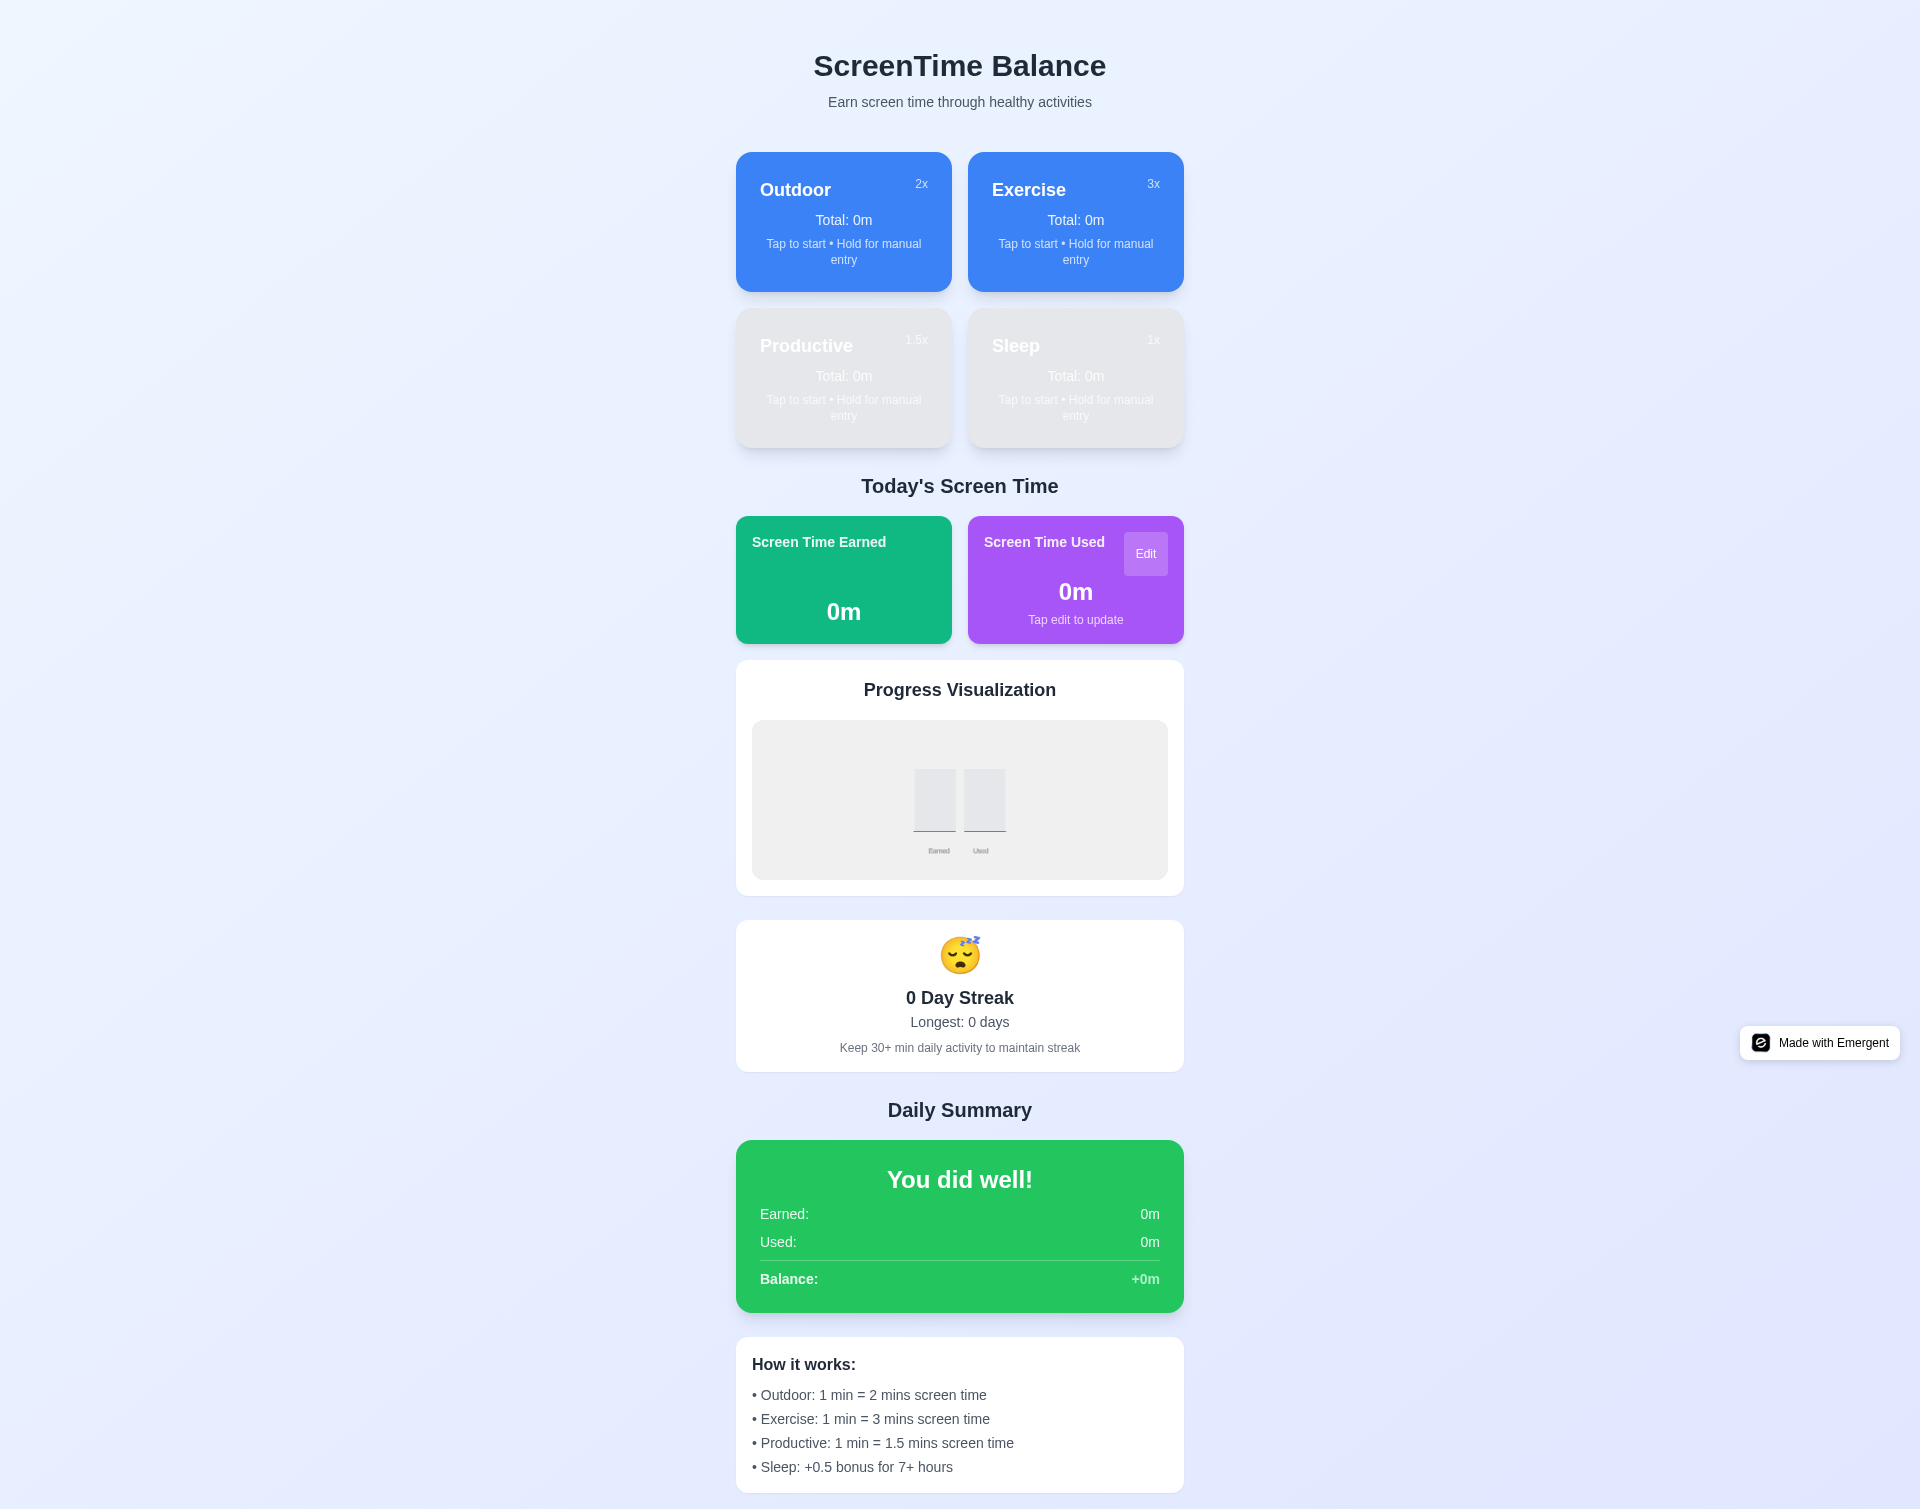 ScreenTime Balance
Earn screen time through healthy activities
Outdoor
2x
Total: 0m
Tap to start • Hold for manual
entry
Exercise
3x
Total: 0m
Tap to start • Hold for manual
entry
Productive
1.5x
Total: 0m
Tap to start • Hold for manual
entry
Sleep
1x
Total: 0m
Tap to start • Hold for manual
entry
Today's Screen Time
Screen Time Earned
0m
Screen Time Used
Edit
0m
Tap edit to update
Progress Visualization
Earned
Used
0 Day Streak
Longest: 0 days
Keep 30+ min daily activity to maintain streak
Made with Emergent
Daily Summary
You did well!
Earned: 0m
Used: 0m
Balance: +0m
How it works:
• Outdoor: 1 min = 2 mins screen time
• Exercise: 1 min = 3 mins screen time
• Productive: 1 min = 1.5 mins screen time
• Sleep: +0.5 bonus for 7+ hours